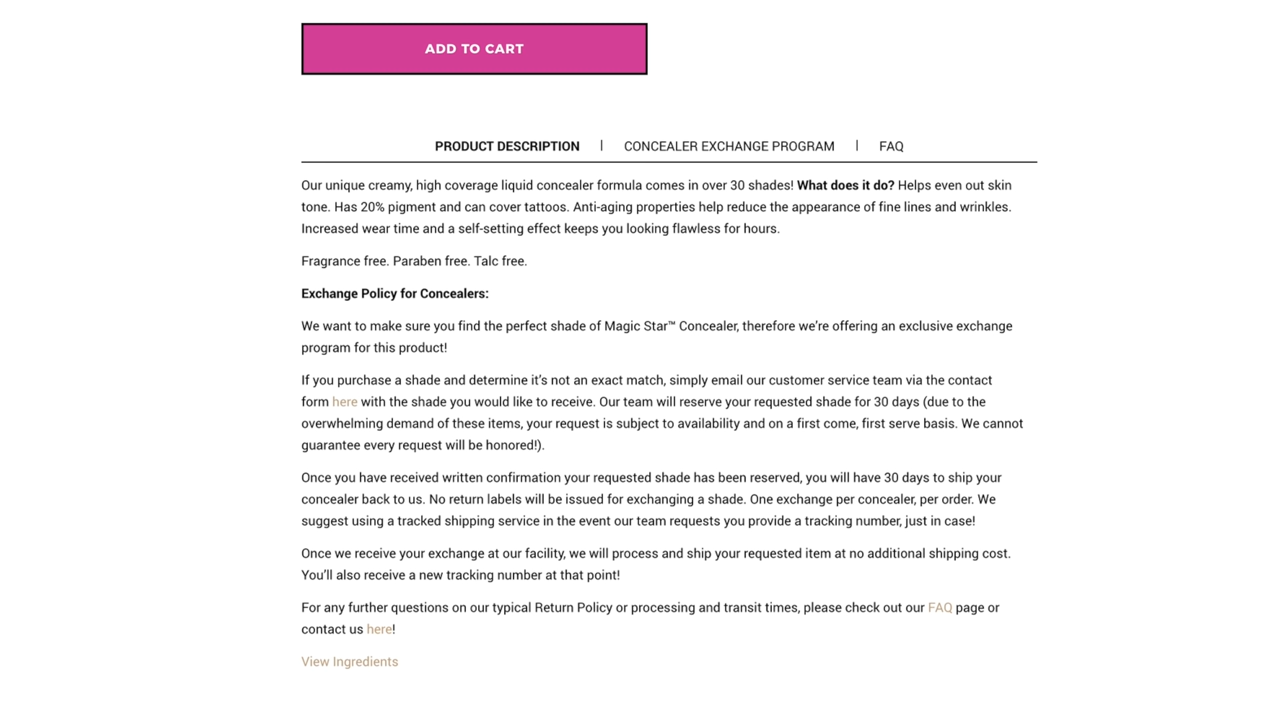 ADD TO CART
PRODUCT DESCRIPTION | CONCEALER EXCHANGE PROGRAM | FAQ
Our unique creamy, high coverage liquid concealer formula comes in over 30 shades! What does it do? Helps even out skin
tone. Has 20% pigment and can cover tattoos. Anti-aging properties help reduce the appearance of fine lines and wrinkles.
Increased wear time and a self-setting effect keeps you looking flawless for hours.
Fragrance free. Paraben free. Talc free.
Exchange Policy for Concealers:
We want to make sure you find the perfect shade of Magic Star™ Concealer, therefore we're offering an exclusive exchange
program for this product!
If you purchase a shade and determine it's not an exact match, simply email our customer service team via the contact
form here with the shade you would like to receive. Our team will reserve your requested shade for 30 days (due to the
overwhelming demand of these items, your request is subject to availability and on a first come, first serve basis. We cannot
guarantee every request will be honored!).
Once you have received written confirmation your requested shade has been reserved, you will have 30 days to ship your
concealer back to us. No return labels will be issued for exchanging a shade. One exchange per concealer, per order. We
suggest using a tracked shipping service in the event our team requests you provide a tracking number, just in case!
Once we receive your exchange at our facility, we will process and ship your requested item at no additional shipping cost.
You'll also receive a new tracking number at that point!
For any further questions on our typical Return Policy or processing and transit times, please check out our FAQ page or
contact us here!
View Ingredients